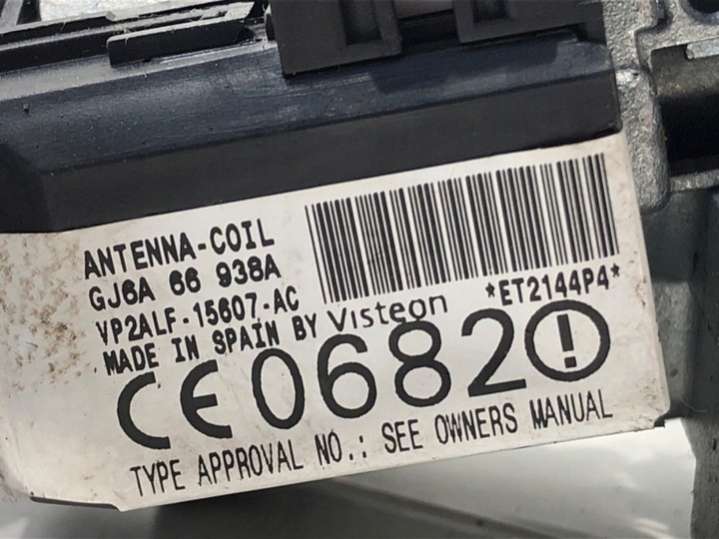 ANTENNA-COIL
GJ6A 66 938A
VP2ALF-15607-AC
MADE IN SPAIN BY Visteon
*ET2144P4*
CE0682!
TYPE APPROVAL NO.: SEE OWNERS MANUAL